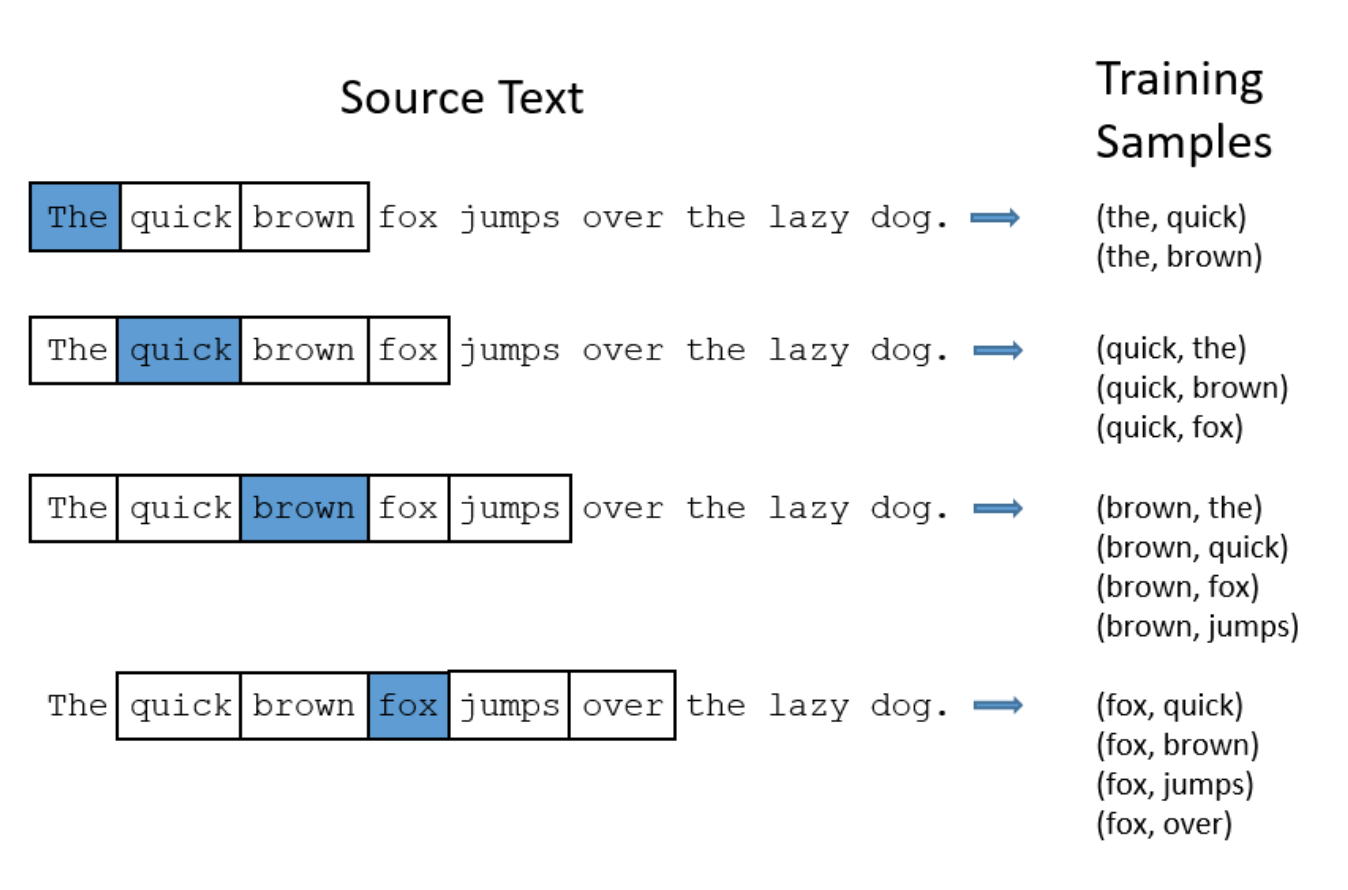 Source Text
Training
Samples
The quick brown fox jumps over the lazy dog.
(the, quick)
(the, brown)
The quick brown fox jumps over the lazy dog.
(quick, the)
(quick, brown)
(quick, fox)
The quick brown fox jumps over the lazy dog.
(brown, the)
(brown, quick)
(brown, fox)
(brown, jumps)
The quick brown fox jumps over the lazy dog.
(fox, quick)
(fox, brown)
(fox, jumps)
(fox, over)